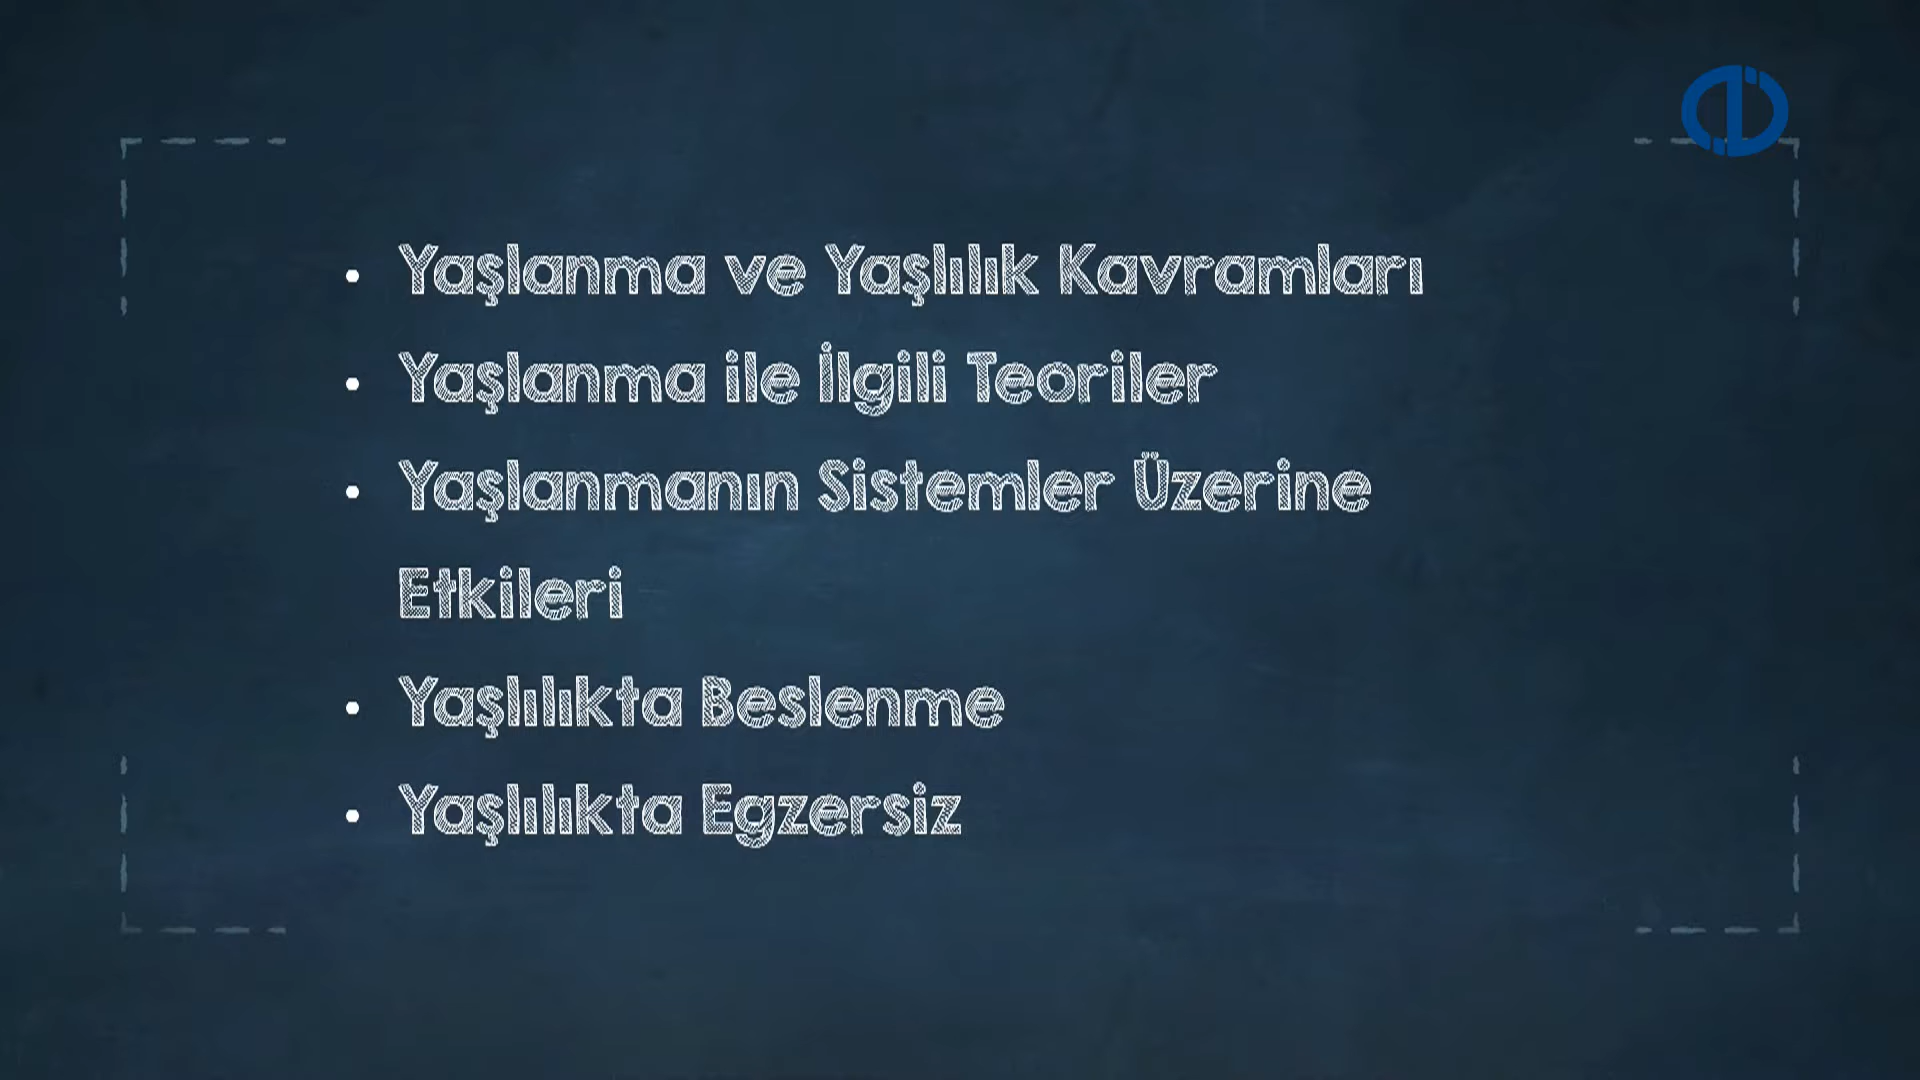 • Yaşlanma ve Yaşlılık Kavramları
• Yaşlanma ile İlgili Teoriler
• Yaşlanmanın Sistemler Üzerine
Etkileri
• Yaşlılıkta Beslenme
• Yaşlılıkta Egzersiz